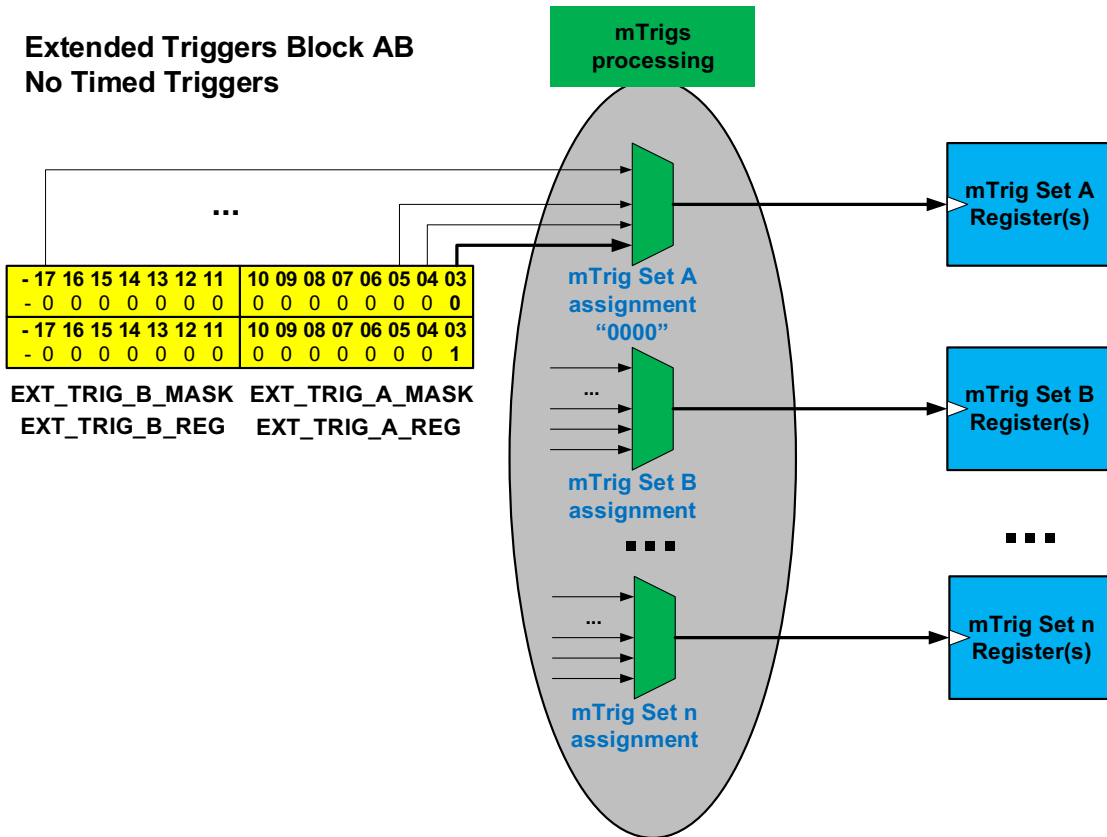 Extended Triggers Block AB
No Timed Triggers
mTrigs
processing
...
- 17 16 15 14 13 12 11 10 09 08 07 06 05 04 03
- 0 0 0 0 0 0 0 0 0 0 0 0 0 0 0
- 17 16 15 14 13 12 11 10 09 08 07 06 05 04 03
- 0 0 0 0 0 0 0 0 0 0 0 0 0 0 1
EXT_TRIG_B_MASK EXT_TRIG_A_MASK
EXT_TRIG_B_REG EXT_TRIG_A_REG
mTrig Set A
assignment
“0000”
mTrig Set A
Register(s)
...
mTrig Set B
assignment
mTrig Set B
Register(s)
...
...
...
mTrig Set n
assignment
mTrig Set n
Register(s)